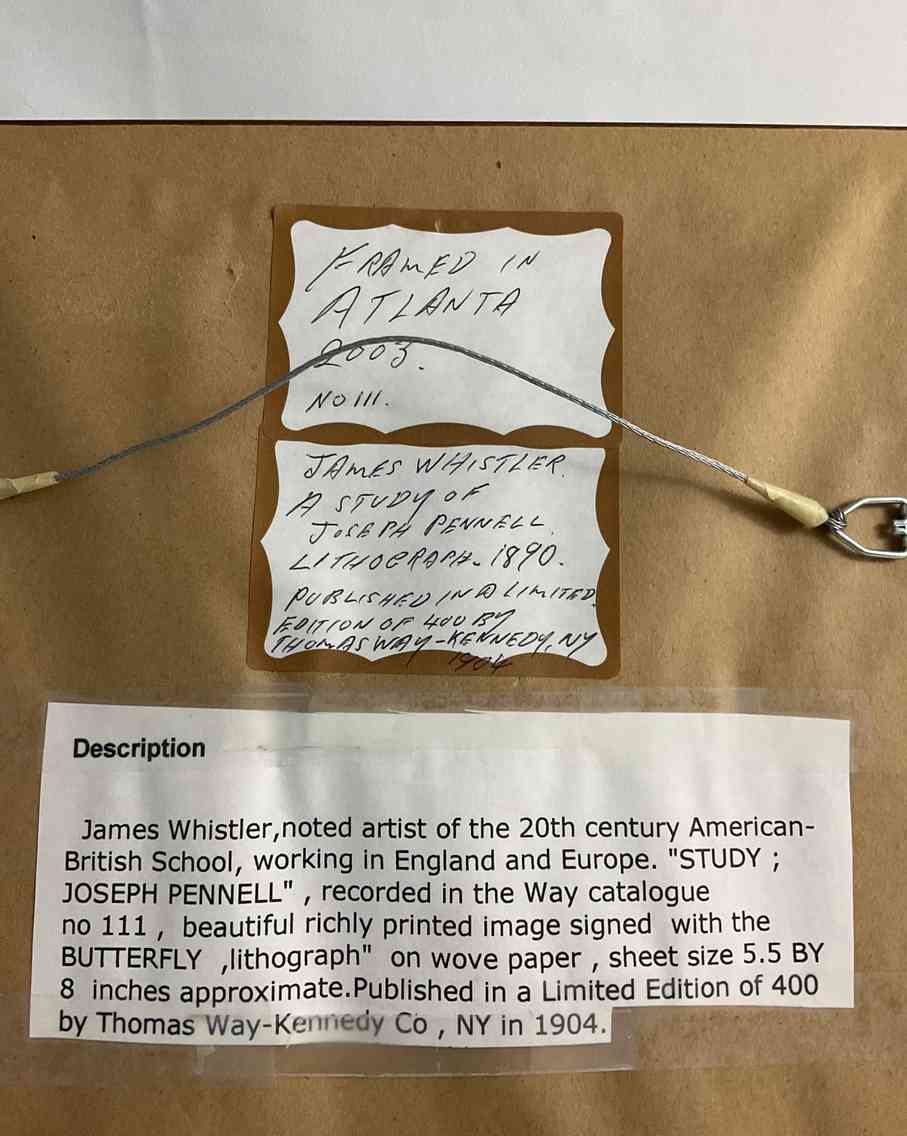 FRAMED IN
ATLANTA
2003.
NO 111.
JAMES WHISTLER.
A STUDY OF
JOSEPH PENNELL.
LITHOGRAPH. 1890.
PUBLISHED IN A LIMITED
EDITION OF 400 BY
THOMAS WAY-KENNEDY, NY
1904
Description
James Whistler,noted artist of the 20th century American-
British School, working in England and Europe. "STUDY ;
JOSEPH PENNELL" , recorded in the Way catalogue
no 111 , beautiful richly printed image signed with the
BUTTERFLY ,lithograph" on wove paper , sheet size 5.5 BY
8 inches approximate.Published in a Limited Edition of 400
by Thomas Way-Kennedy Co , NY in 1904.